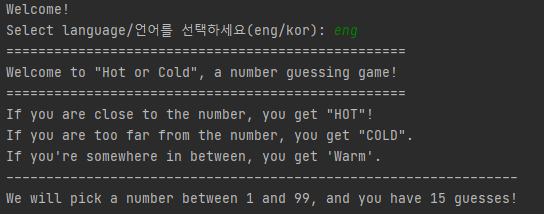 Welcome!
Select language/언어를 선택하세요(eng/kor): eng
==================================================
Welcome to "Hot or Cold", a number guessing game!
==================================================
If you are close to the number, you get "HOT"!
If you are too far from the number, you get "COLD".
If you're somewhere in between, you get 'Warm'.
----------------------------------------------------------------
We will pick a number between 1 and 99, and you have 15 guesses!